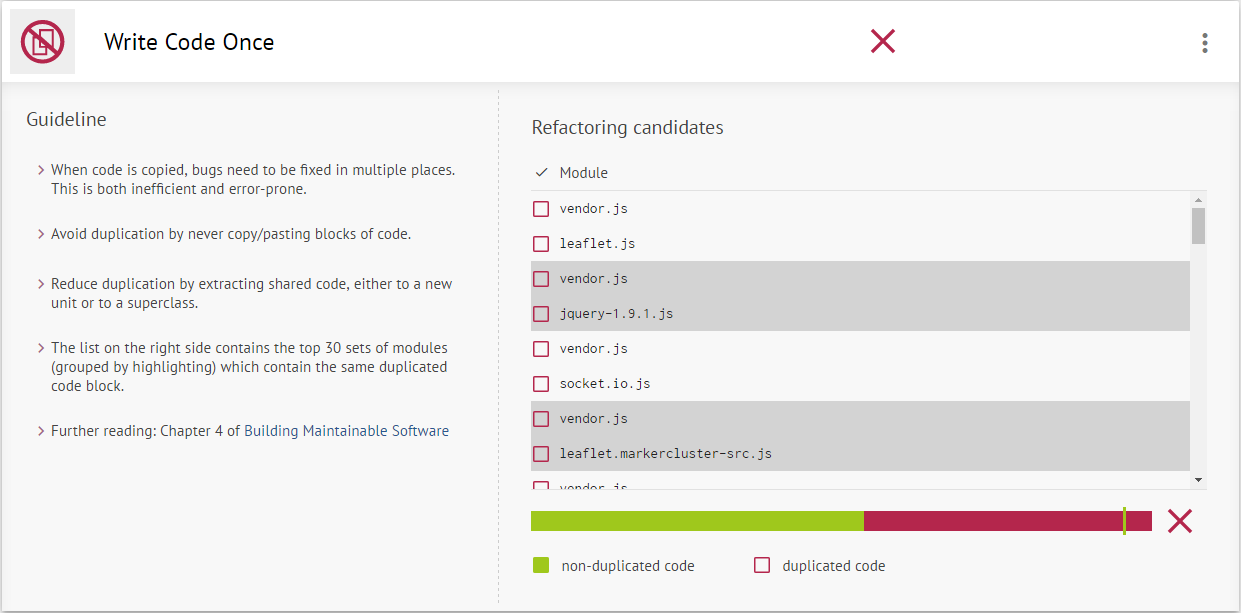 Write Code Once
Guideline
When code is copied, bugs need to be fixed in multiple places.
This is both inefficient and error-prone.
Avoid duplication by never copy/pasting blocks of code.
Reduce duplication by extracting shared code, either to a new
unit or to a superclass.
The list on the right side contains the top 30 sets of modules
(grouped by highlighting) which contain the same duplicated
code block.
Further reading: Chapter 4 of Building Maintainable Software
Refactoring candidates
Module
vendor.js
leaflet.js
vendor.js
jquery-1.9.1.js
vendor.js
socket.io.js
vendor.js
leaflet.markercluster-src.js
vendor.js
non-duplicated code
duplicated code